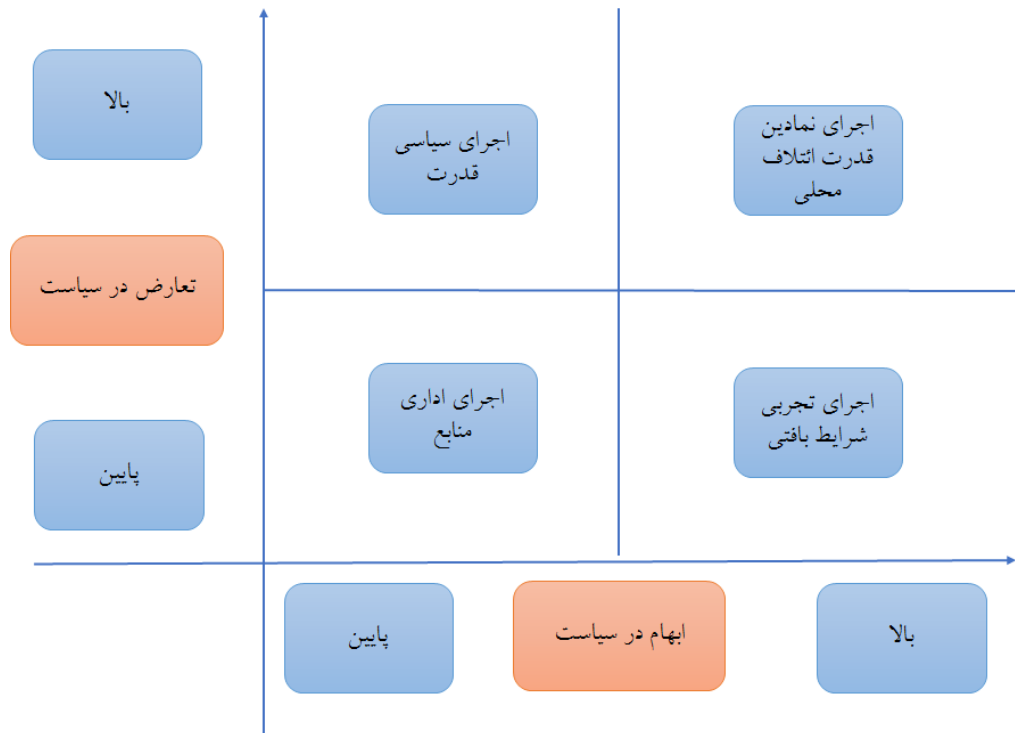 بالا
اجرای سیاسی
قدرت
اجرای نمادین
قدرت ائتلاف
محلی
تعارض در سیاست
پایین
اجرای اداری
منابع
اجرای تجربی
شرایط بافتی
پایین
ابهام در سیاست
بالا